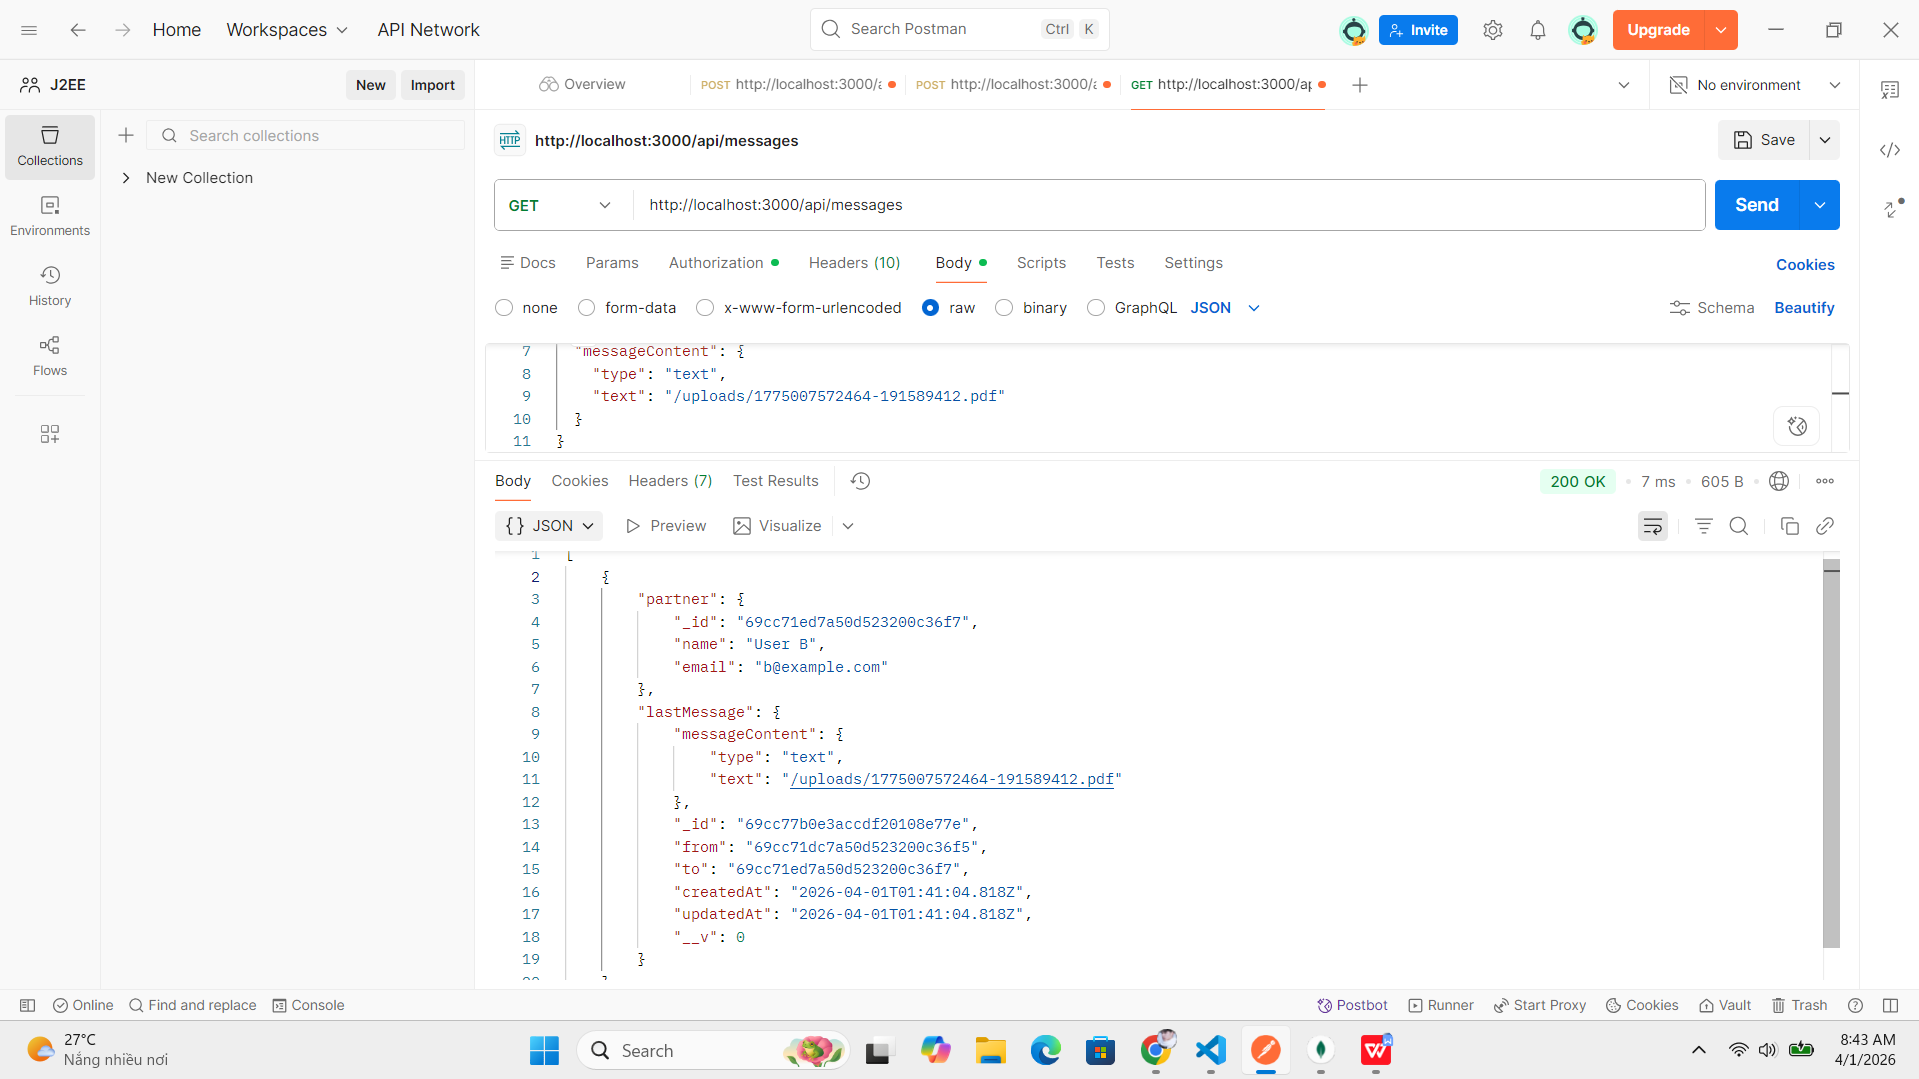 Home
Workspaces
API Network
Search Postman
Ctrl
K
Invite
Upgrade
J2EE
New
Import
Overview
POST http://localhost:3000/a
POST http://localhost:3000/a
GET http://localhost:3000/ap
No environment
Collections
Environments
History
Flows
Search collections
New Collection
HTTP
http://localhost:3000/api/messages
Save
GET
http://localhost:3000/api/messages
Send
Docs
Params
Authorization
Headers (10)
Body
Scripts
Tests
Settings
Cookies
none
form-data
x-www-form-urlencoded
raw
binary
GraphQL
JSON
Schema
Beautify
7 "messageContent": {
8 "type": "text",
9 "text": "/uploads/1775007572464-191589412.pdf"
10 }
11 }
Body
Cookies
Headers (7)
Test Results
200 OK
7 ms
605 B
{} JSON
Preview
Visualize
1 [
2 {
3 "partner": {
4 "_id": "69cc71ed7a50d523200c36f7",
5 "name": "User B",
6 "email": "b@example.com"
7 },
8 "lastMessage": {
9 "messageContent": {
10 "type": "text",
11 "text": "/uploads/1775007572464-191589412.pdf"
12 },
13 "_id": "69cc77b0e3accdf20108e77e",
14 "from": "69cc71dc7a50d523200c36f5",
15 "to": "69cc71ed7a50d523200c36f7",
16 "createdAt": "2026-04-01T01:41:04.818Z",
17 "updatedAt": "2026-04-01T01:41:04.818Z",
18 "__v": 0
19 }
Online
Find and replace
Console
Postbot
Runner
Start Proxy
Cookies
Vault
Trash
27°C
Nắng nhiều nơi
Search
8:43 AM
4/1/2026